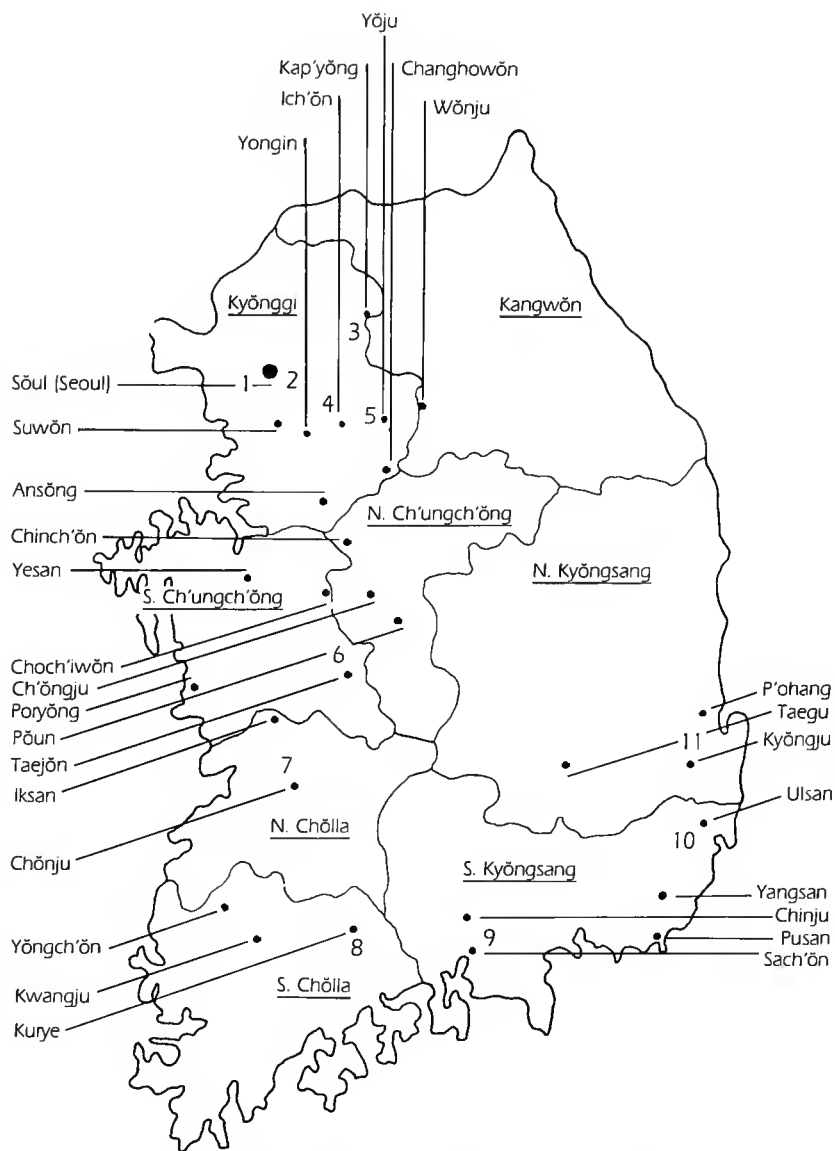 Yŏju
Kap'yŏng
Changhowŏn
Ich'ŏn
Wŏnju
Yongin
Kyŏnggi
Kangwŏn
3
Sŏul (Seoul)
1
2
4
5
Suwŏn
Ansŏng
N. Ch'ungch'ŏng
Chinch'ŏn
Yesan
S. Ch'ungch'ŏng
N. Kyŏngsang
Choch'iwŏn
6
Ch'ŏngju
Poryŏng
Pŏun
P'ohang
Taegu
Taejŏn
11
Kyŏngju
Iksan
7
Ulsan
N. Chŏlla
10
Chŏnju
S. Kyŏngsang
Yangsan
Chinju
Yŏngch'ŏn
8
9
Pusan
Sach'ŏn
Kwangju
S. Chŏlla
Kurye